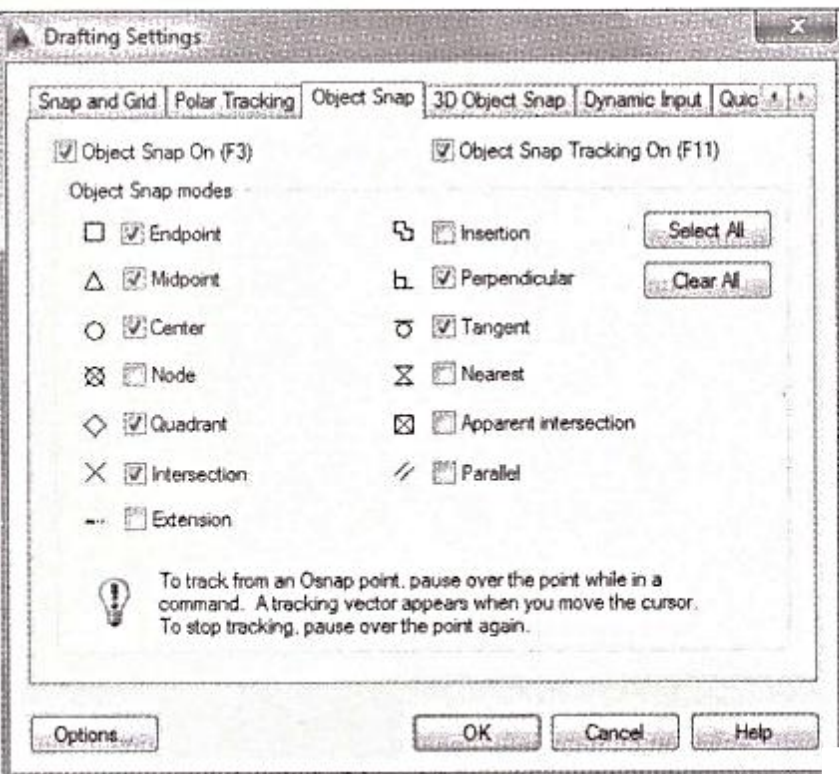 Drafting Settings
Snap and Grid Polar Tracking Object Snap 3D Object Snap Dynamic Input Quic
Object Snap On (F3) Object Snap Tracking On (F11)
Object Snap modes
Endpoint Insertion Select All
Midpoint Perpendicular Clear All
Center Tangent
Node Nearest
Quadrant Apparent intersection
Intersection Parallel
Extension
To track from an Osnap point, pause over the point while in a
command. A tracking vector appears when you move the cursor.
To stop tracking, pause over the point again.
Options... OK Cancel Help